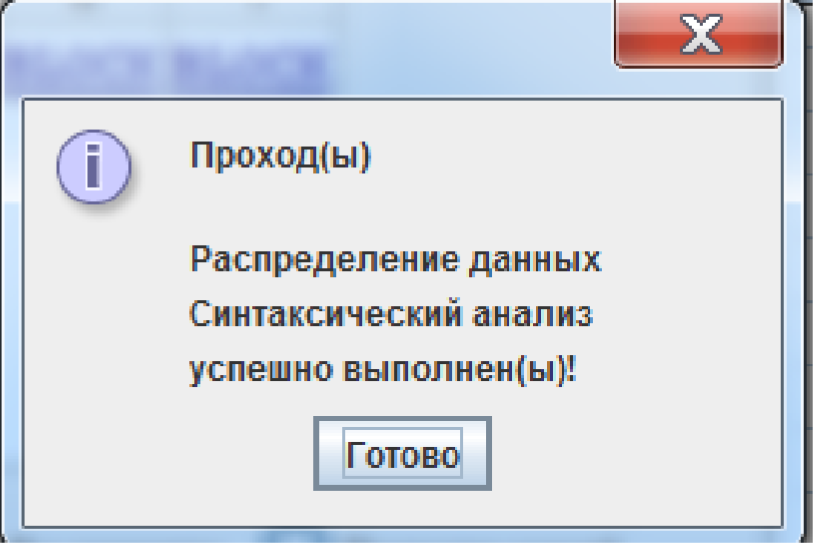 Проход(ы)
Распределение данных
Синтаксический анализ
успешно выполнен(ы)!
Готово